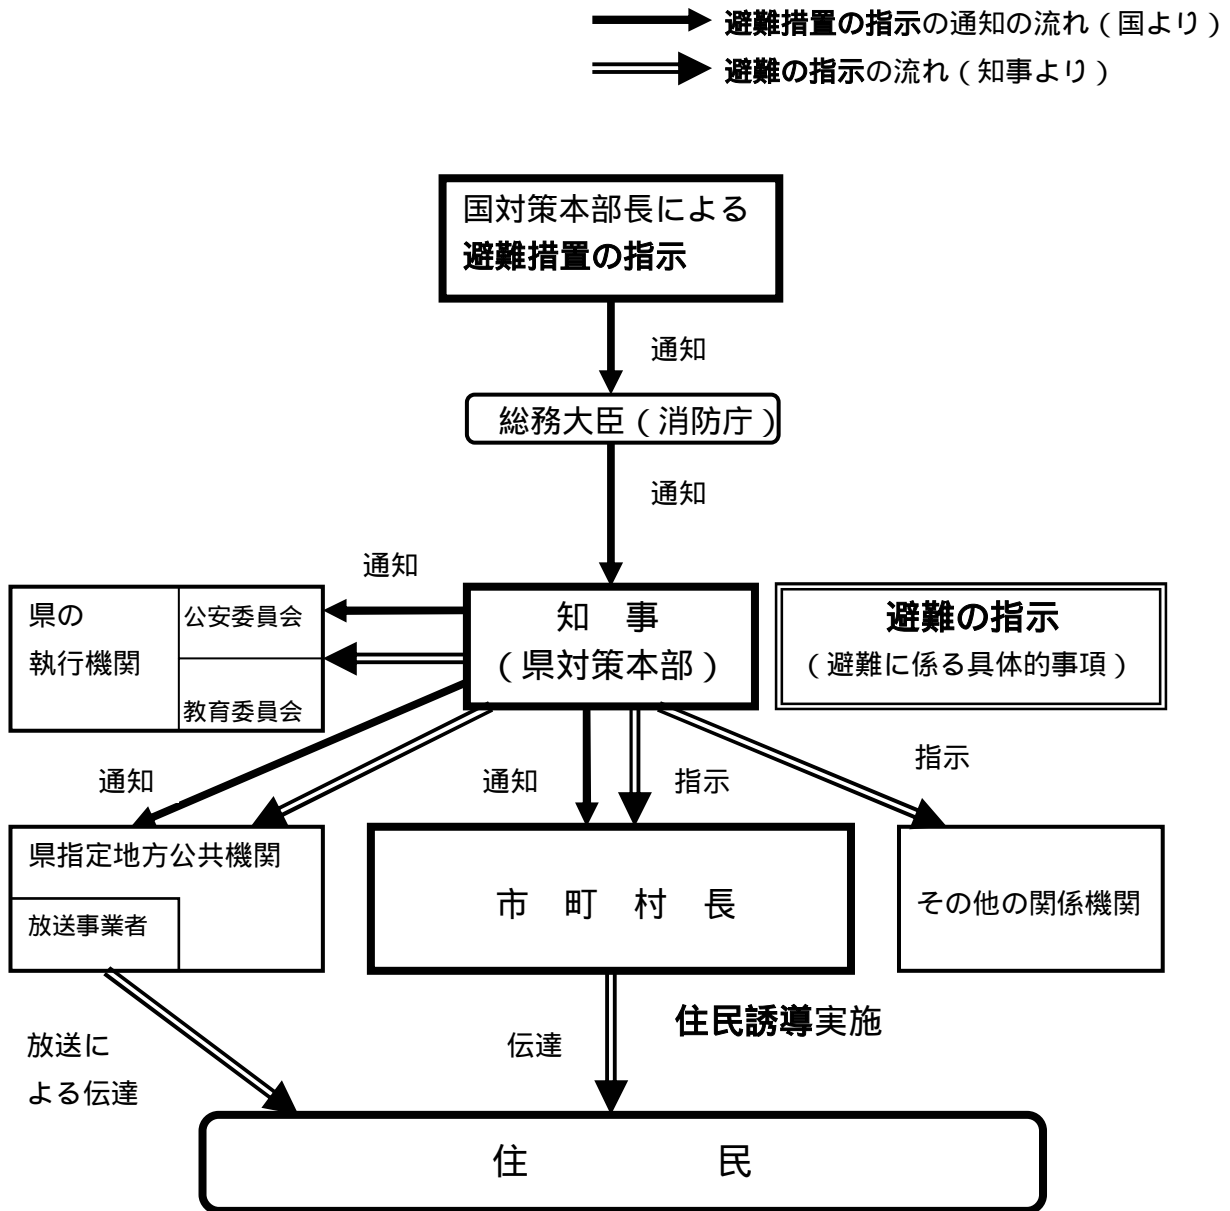 避難措置の指示の通知の流れ（国より）
避難の指示の流れ（知事より）
国対策本部長による
避難措置の指示
通知
総務大臣（消防庁）
通知
通知
県の
執行機関
公安委員会
教育委員会
知　事
（県対策本部）
避難の指示
（避難に係る具体的事項）
通知
通知
指示
指示
県指定地方公共機関
放送事業者
市　町　村　長
その他の関係機関
放送に
よる伝達
伝達
住民誘導実施
住　　　　　民